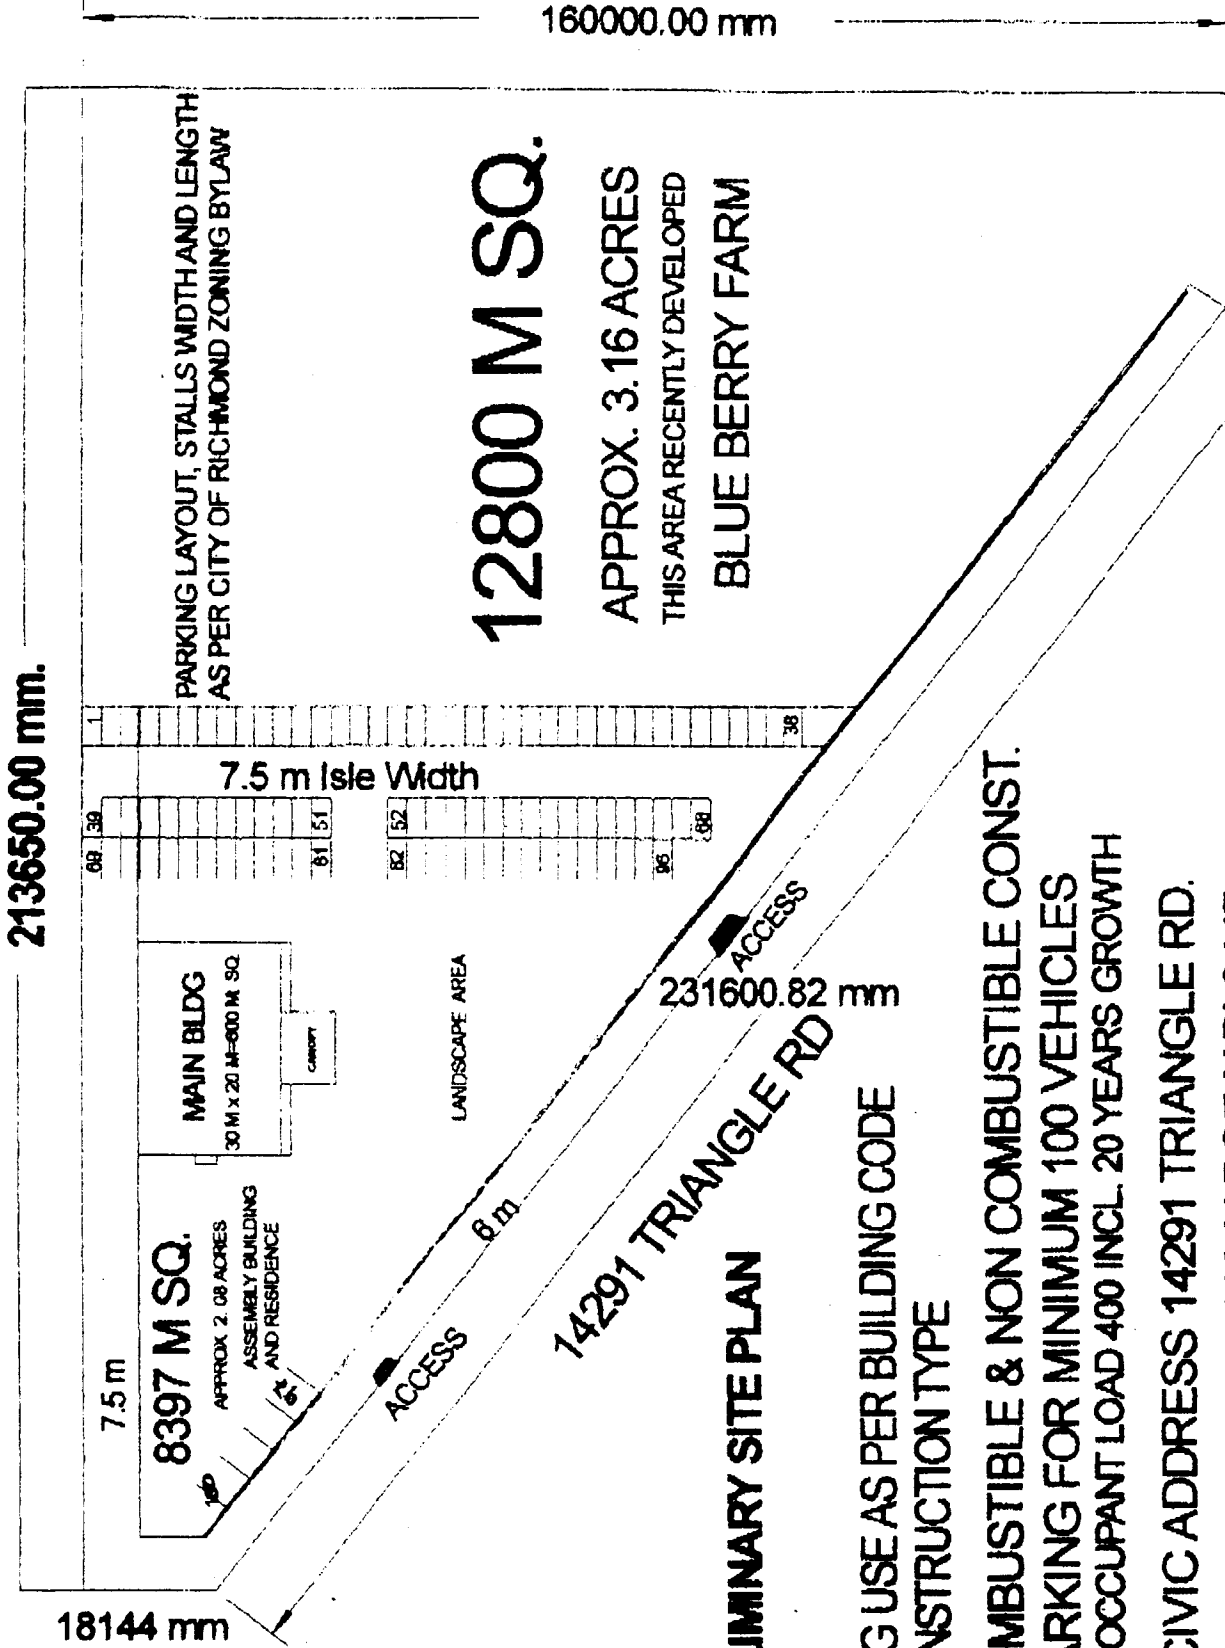 160000.00 mm
213650.00 mm.
PARKING LAYOUT, STALLS WIDTH AND LENGTH
AS PER CITY OF RICHMOND ZONING BYLAW
12800 M SQ.
APPROX. 3.16 ACRES
THIS AREA RECENTLY DEVELOPED
BLUE BERRY FARM
1
38
7.5 m Isle Width
39
51
52
68
69
81
82
96
MAIN BLDG
30 M x 20 M=600 M SQ
CANOPY
LANDSCAPE AREA
8397 M SQ.
APPROX 2.08 ACRES
ASSEMBLY BUILDING
AND RESIDENCE
7.5 m
100
6 m
ACCESS
ACCESS
231600.82 mm
14291 TRIANGLE RD
18144 mm
IMINARY SITE PLAN
G USE AS PER BUILDING CODE
NSTRUCTION TYPE
MBUSTIBLE & NON COMBUSTIBLE CONST.
ARKING FOR MINIMUM 100 VEHICLES
OCCUPANT LOAD 400 INCL. 20 YEARS GROWTH
CIVIC ADDRESS 14291 TRIANGLE RD.